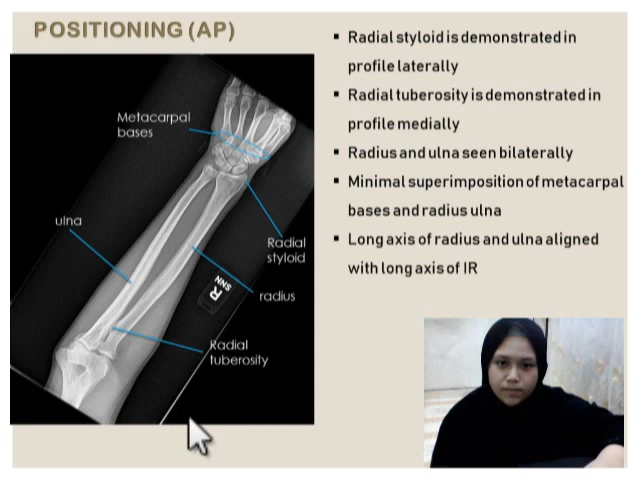 POSITIONING (AP)
Metacarpal
bases
ulna
Radial
styloid
R
SNN
radius
Radial
tuberosity
▪ Radial styloid is demonstrated in
profile laterally
▪ Radial tuberosity is demonstrated in
profile medially
▪ Radius and ulna seen bilaterally
▪ Minimal superimposition of metacarpal
bases and radius ulna
▪ Long axis of radius and ulna aligned
with long axis of IR